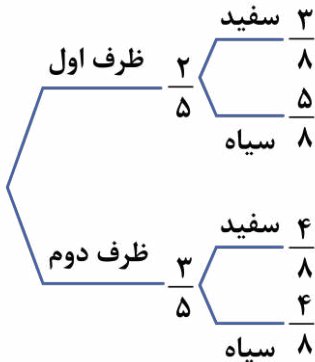 سفید ۳/۸
ظرف اول ۲/۵
سیاه ۵/۸
سفید ۴/۸
ظرف دوم ۳/۵
سیاه ۴/۸